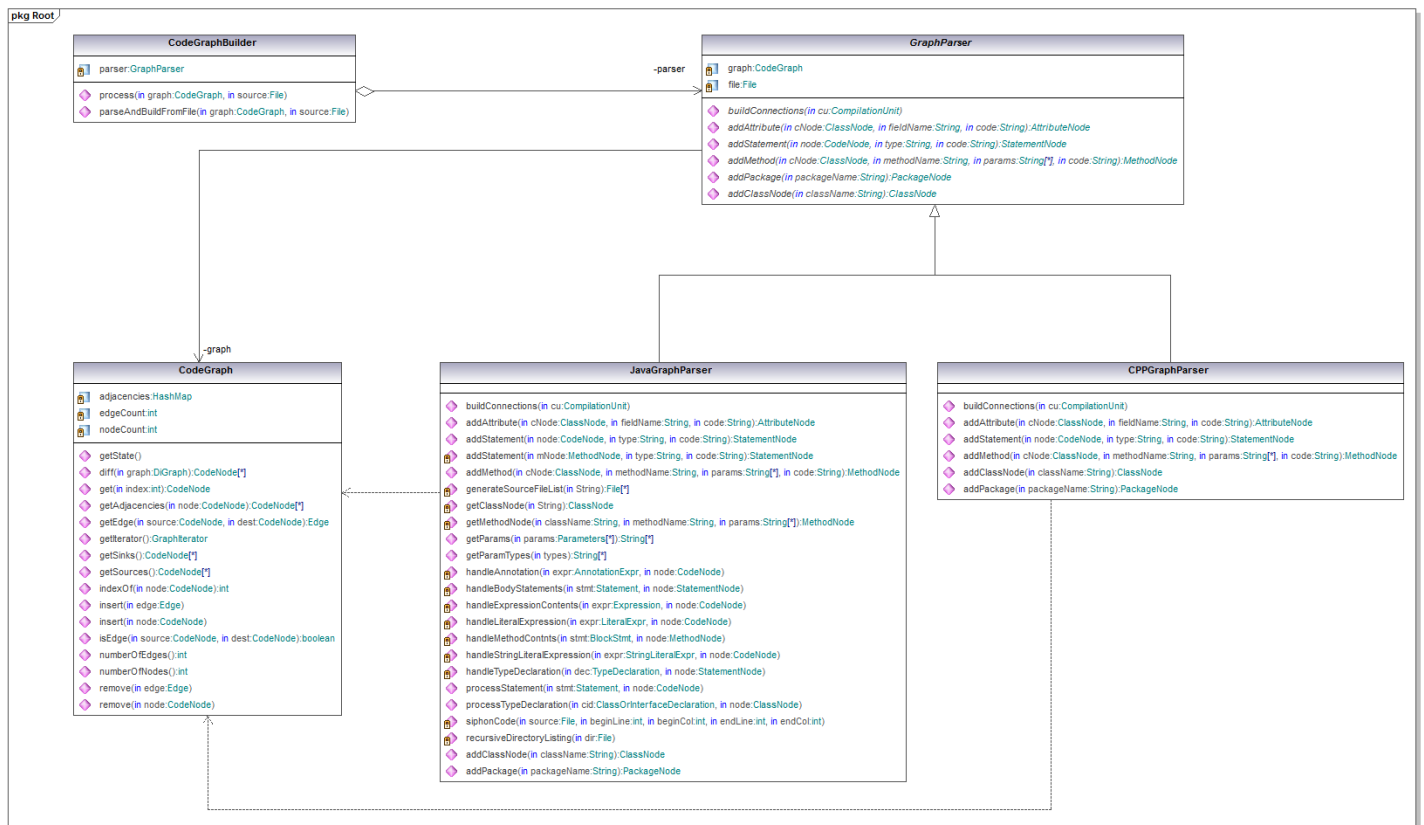 pkg Root
CodeGraphBuilder
parser:GraphParser
process(in graph:CodeGraph, in source:File)
parseAndBuildFromFile(in graph:CodeGraph, in source:File)
-parser
GraphParser
graph:CodeGraph
file:File
buildConnections(in cu:CompilationUnit)
addAttribute(in cNode:ClassNode, in fieldName:String, in code:String):AttributeNode
addStatement(in node:CodeNode, in type:String, in code:String):StatementNode
addMethod(in cNode:ClassNode, in methodName:String, in params:String[*], in code:String):MethodNode
addPackage(in packageName:String):PackageNode
addClassNode(in className:String):ClassNode
-graph
CodeGraph
adjacencies:HashMap
edgeCount:int
nodeCount:int
getState()
diff(in graph:DiGraph):CodeNode[*]
get(in index:int):CodeNode
getAdjacencies(in node:CodeNode):CodeNode[*]
getEdge(in source:CodeNode, in dest:CodeNode):Edge
getIterator():GraphIterator
getSinks():CodeNode[*]
getSources():CodeNode[*]
indexOf(in node:CodeNode):int
insert(in edge:Edge)
insert(in node:CodeNode)
isEdge(in source:CodeNode, in dest:CodeNode):boolean
numberOfEdges():int
numberOfNodes():int
remove(in edge:Edge)
remove(in node:CodeNode)
JavaGraphParser
buildConnections(in cu:CompilationUnit)
addAttribute(in cNode:ClassNode, in fieldName:String, in code:String):AttributeNode
addStatement(in node:CodeNode, in type:String, in code:String):StatementNode
addStatement(in mNode:MethodNode, in type:String, in code:String):StatementNode
addMethod(in cNode:ClassNode, in methodName:String, in params:String[*], in code:String):MethodNode
generateSourceFileList(in String):File[*]
getClassNode(in String):ClassNode
getMethodNode(in className:String, in methodName:String, in params:String[*]):MethodNode
getParams(in params:Parameters[*]):String[*]
getParamTypes(in types):String[*]
handleAnnotation(in expr:AnnotationExpr, in node:CodeNode)
handleBodyStatements(in stmt:Statement, in node:StatementNode)
handleExpressionContents(in expr:Expression, in node:CodeNode)
handleLiteralExpression(in expr:LiteralExpr, in node:CodeNode)
handleMethodContnts(in stmt:BlockStmt, in node:MethodNode)
handleStringLiteralExpression(in expr:StringLiteralExpr, in node:CodeNode)
handleTypeDeclaration(in dec:TypeDeclaration, in node:StatementNode)
processStatement(in stmt:Statement, in node:CodeNode)
processTypeDeclaration(in cid:ClassOrInterfaceDeclaration, in node:ClassNode)
siphonCode(in source:File, in beginLine:int, in beginCol:int, in endLine:int, in endCol:int)
recursiveDirectoryListing(in dir:File)
addClassNode(in className:String):ClassNode
addPackage(in packageName:String):PackageNode
CPPGraphParser
buildConnections(in cu:CompilationUnit)
addAttribute(in cNode:ClassNode, in fieldName:String, in code:String):AttributeNode
addStatement(in node:CodeNode, in type:String, in code:String):StatementNode
addMethod(in cNode:ClassNode, in methodName:String, in params:String[*], in code:String):MethodNode
addClassNode(in className:String):ClassNode
addPackage(in packageName:String):PackageNode